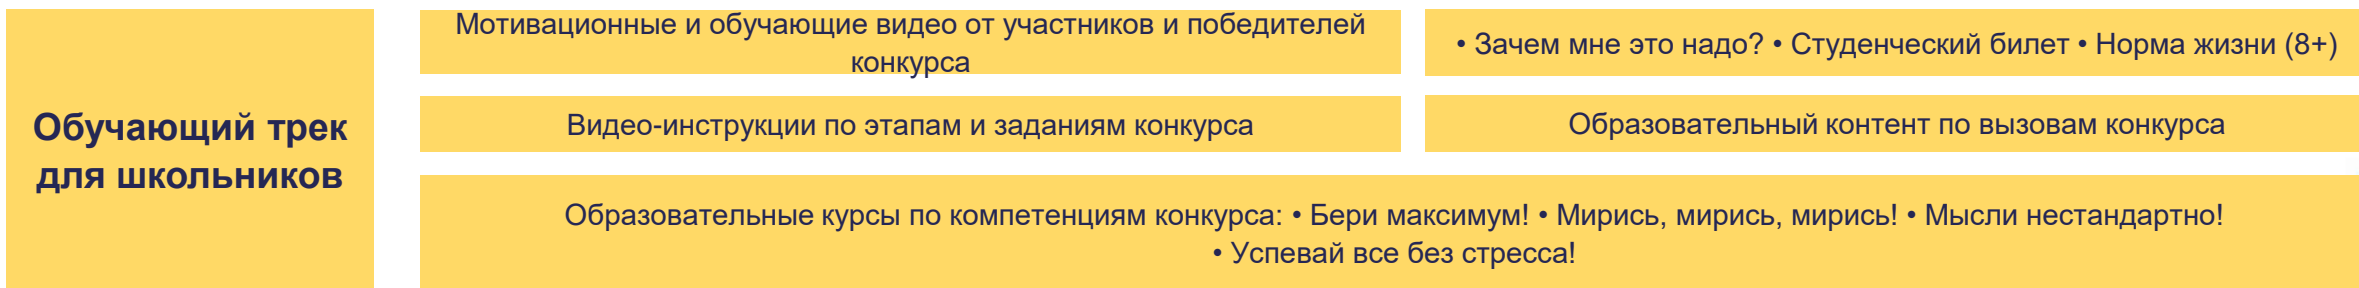 Обучающий трек
для школьников
Мотивационные и обучающие видео от участников и победителей
конкурса
• Зачем мне это надо? • Студенческий билет • Норма жизни (8+)
Видео-инструкции по этапам и заданиям конкурса
Образовательный контент по вызовам конкурса
Образовательные курсы по компетенциям конкурса: • Бери максимум! • Мирись, мирись, мирись! • Мысли нестандартно!
• Успевай все без стресса!